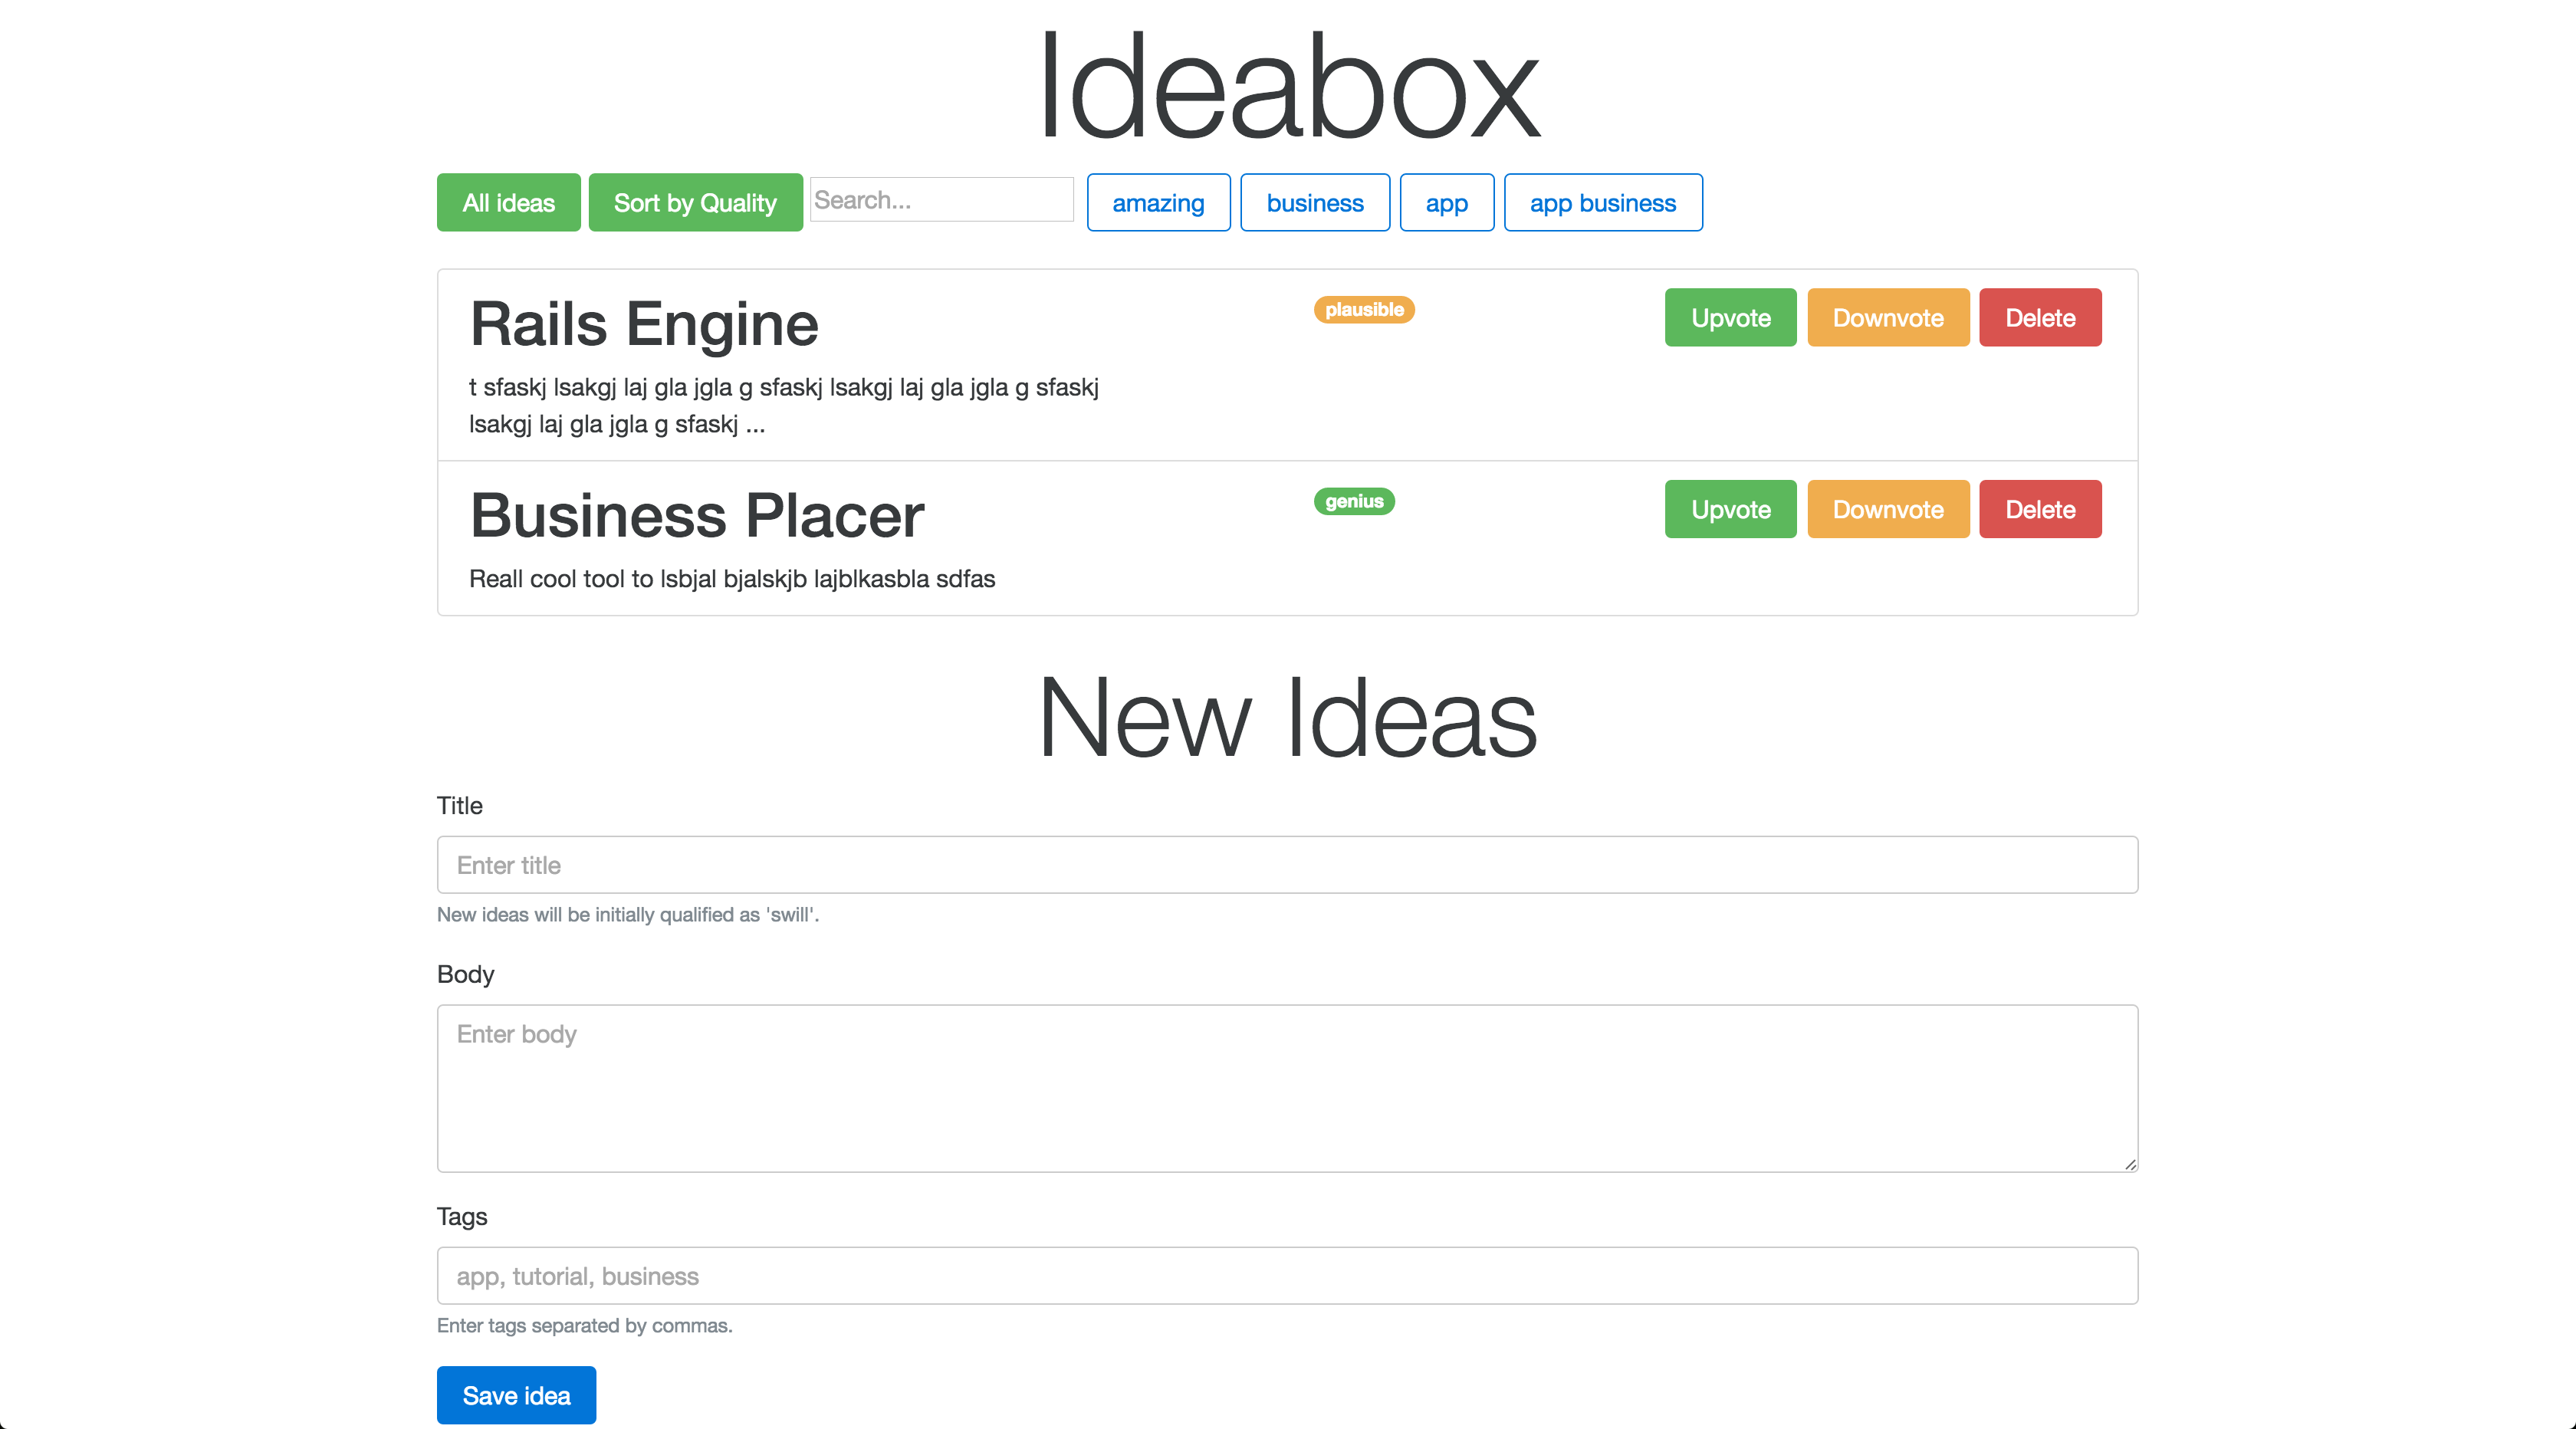 Ideabox
All ideas Sort by Quality Search... amazing business app app business
Rails Engine plausible Upvote Downvote Delete
t sfaskj lsakgj laj gla jgla g sfaskj lsakgj laj gla jgla g sfaskj
lsakgj laj gla jgla g sfaskj ...
Business Placer genius Upvote Downvote Delete
Reall cool tool to lsbjal bjalskjb lajblkasbla sdfas
New Ideas
Title
Enter title
New ideas will be initially qualified as 'swill'.
Body
Enter body
Tags
app, tutorial, business
Enter tags separated by commas.
Save idea